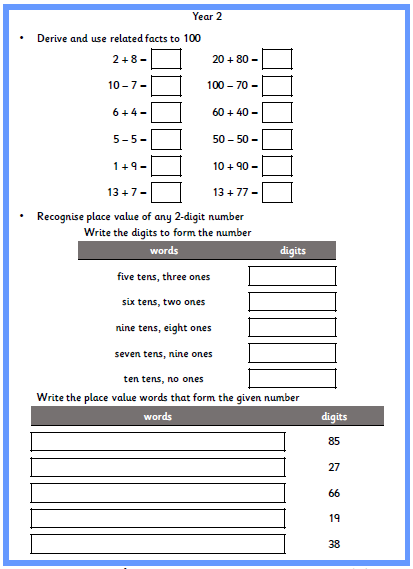 Year 2
• Derive and use related facts to 100
2 + 8 = 20 + 80 =
10 – 7 = 100 – 70 =
6 + 4 = 60 + 40 =
5 – 5 = 50 – 50 =
1 + 9 = 10 + 90 =
13 + 7 = 13 + 77 =
• Recognise place value of any 2-digit number
Write the digits to form the number
words digits
five tens, three ones
six tens, two ones
nine tens, eight ones
seven tens, nine ones
ten tens, no ones
Write the place value words that form the given number
words digits
85
27
66
19
38